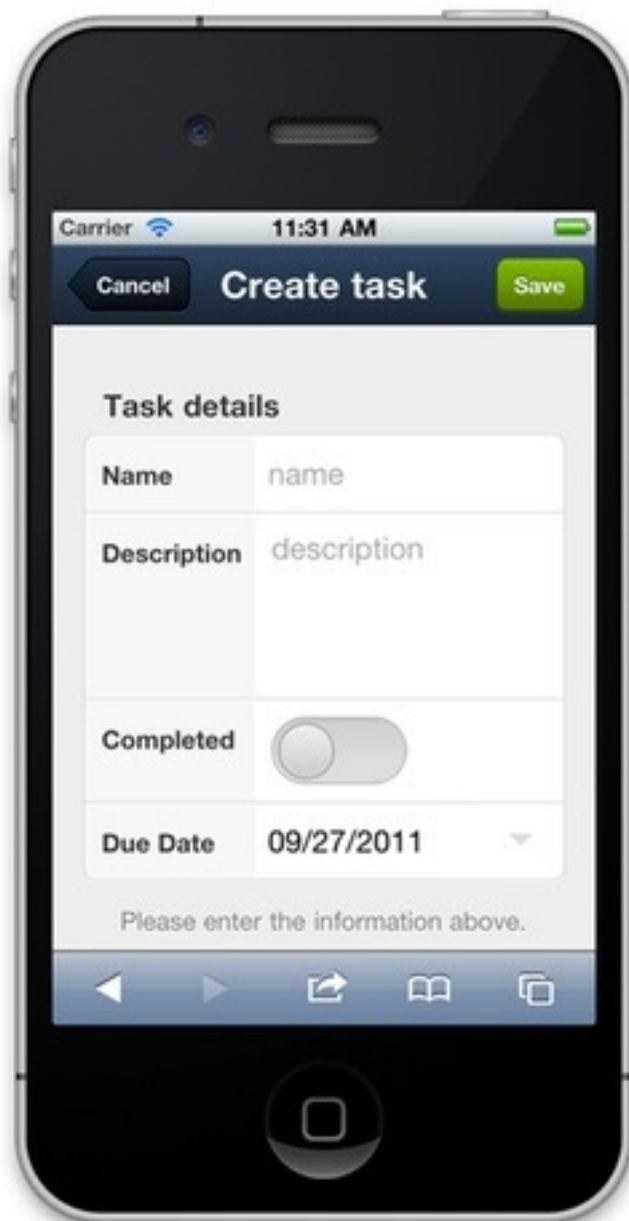 Carrier 11:31 AM
Cancel Create task Save
Task details
Name name
Description description
Completed
Due Date 09/27/2011
Please enter the information above.